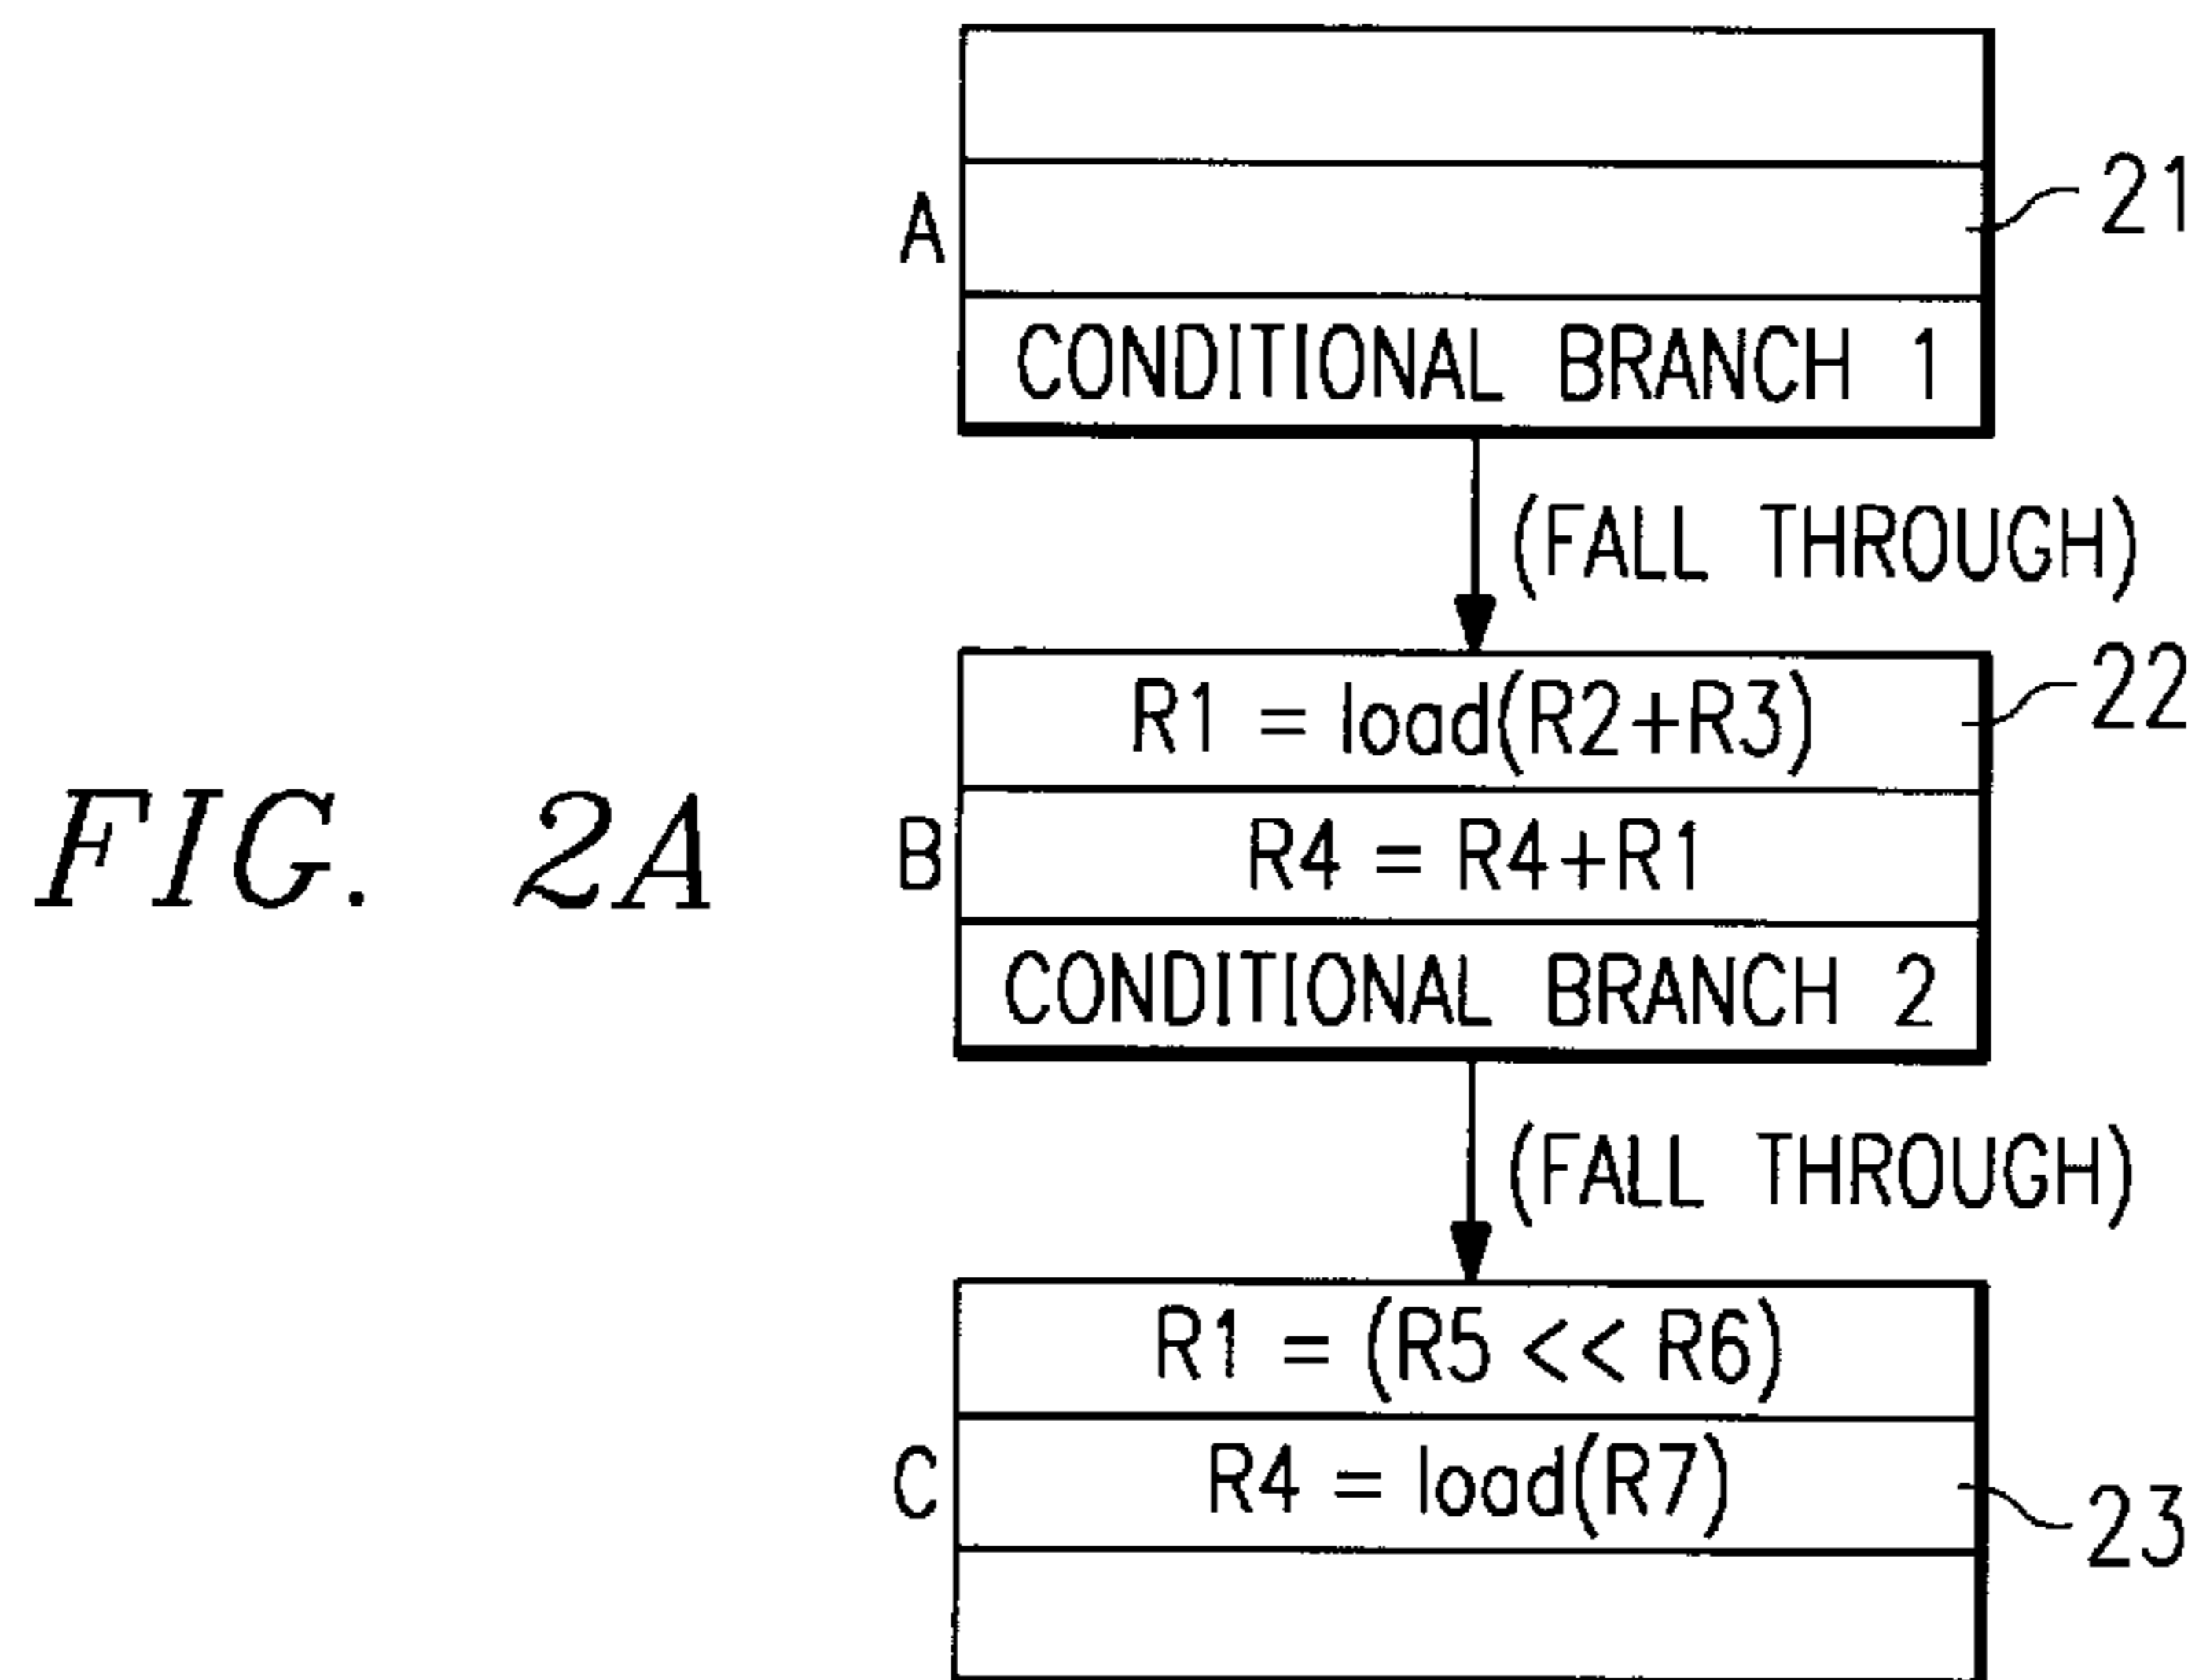 A
21
CONDITIONAL BRANCH 1
(FALL THROUGH)
22
R1 = load(R2+R3)
FIG. 2A
B
R4 = R4+R1
CONDITIONAL BRANCH 2
(FALL THROUGH)
R1 = (R5 << R6)
C
R4 = load(R7)
23